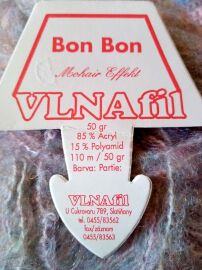 Bon Bon
Mohair Effekt
VLNAfil
50 gr
85 % Acryl
15 % Polyamid
110 m / 50 gr
Barva: Partie:
VLNAfil
U Cukrovaru 789, Slatiňany
tel. 0455/83562
fax/záznam
0455/83563